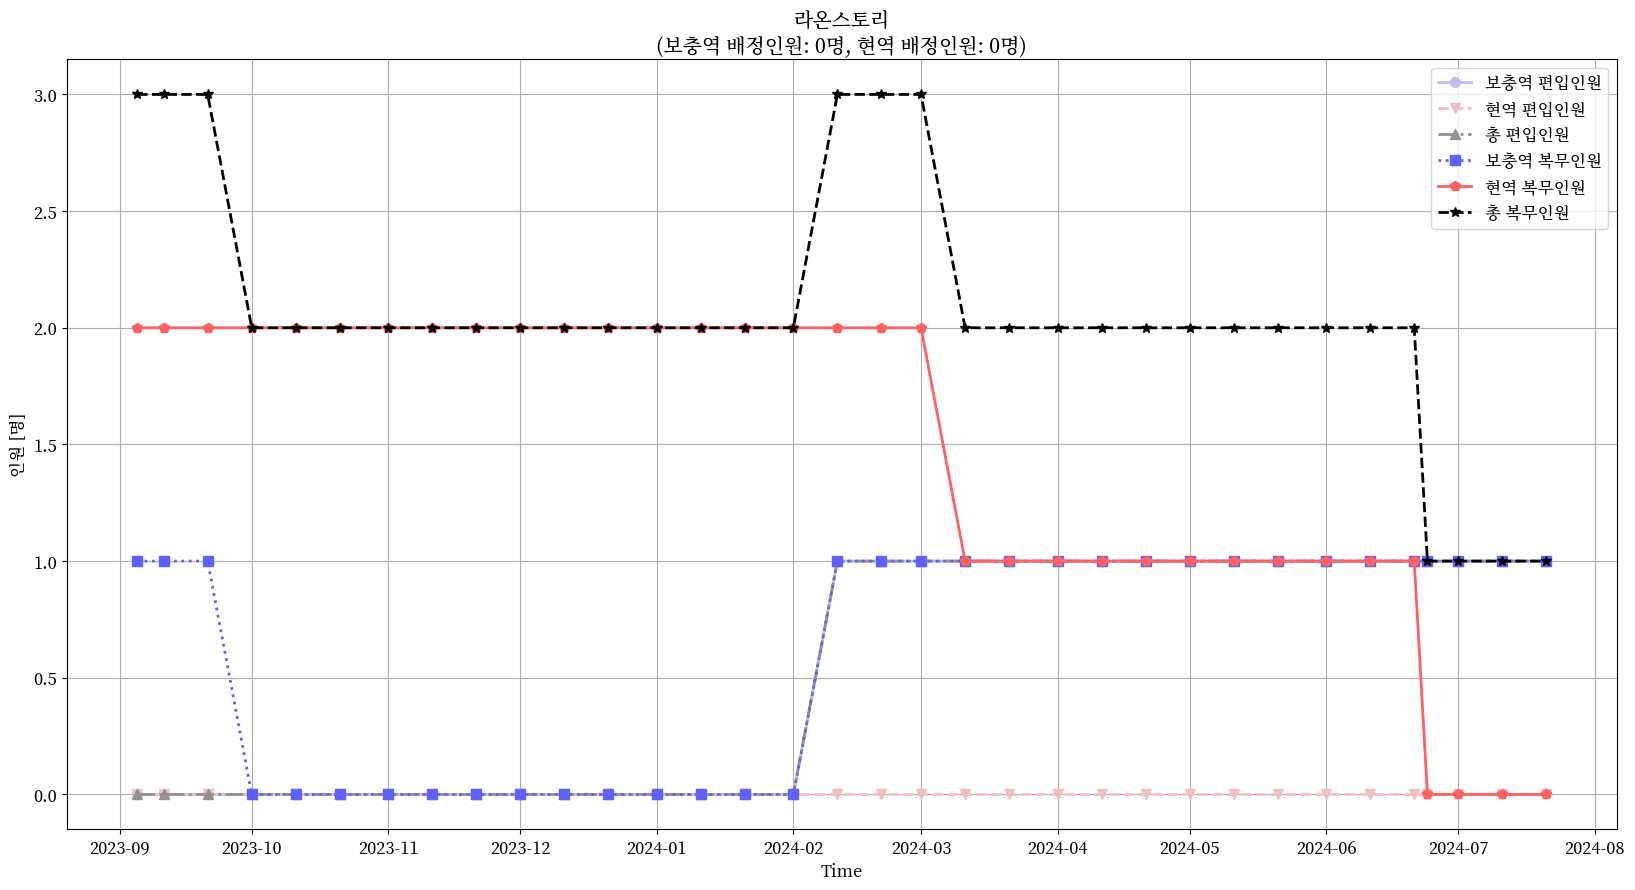 라온스토리
(보충역 배정인원: 0명, 현역 배정인원: 0명)
보충역 편입인원
현역 편입인원
총 편입인원
보충역 복무인원
현역 복무인원
총 복무인원
인원 [명]
3.0
2.5
2.0
1.5
1.0
0.5
0.0
2023-09
2023-10
2023-11
2023-12
2024-01
2024-02
2024-03
2024-04
2024-05
2024-06
2024-07
2024-08
Time